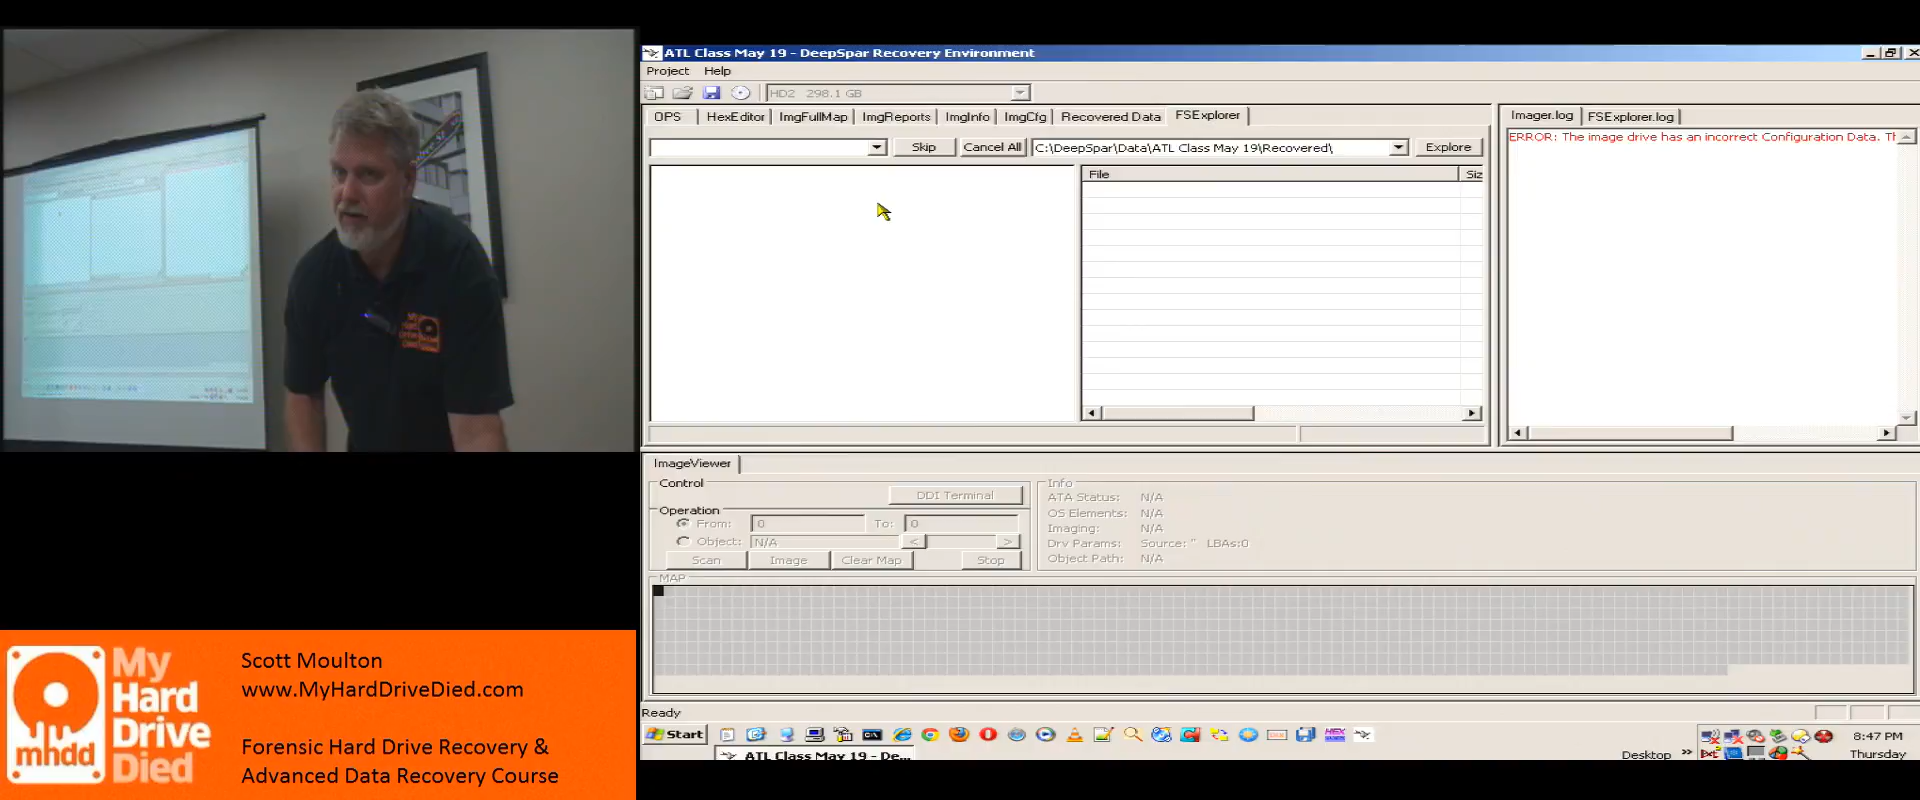 ATL Class May 19 - DeepSpar Recovery Environment
Project Help
HD2 298.1 GB
OPS HexEditor ImgFullMap ImgReports ImgInfo ImgCfg Recovered Data FSExplorer
Imager.log FSExplorer.log
Skip Cancel All C:\DeepSpar\Data\ATL Class May 19\Recovered\ Explore
ERROR: The image drive has an incorrect Configuration Data.
File Siz
ImageViewer
Control
DDI Terminal
Operation
From: 0 To: 0
Object: N/A < >
Scan Image Clear Map Stop
Info
ATA Status: N/A
OS Elements: N/A
Imaging: N/A
Drv Params: Source: '' LBAs:0
Object Path: N/A
MAP
Ready
Start
8:47 PM
ATL Class May 19 - De...
Desktop »
Thursday
My
Hard
Drive
Died
mhdd
My
Hard
Drive
Died
Scott Moulton
www.MyHardDriveDied.com
Forensic Hard Drive Recovery &
Advanced Data Recovery Course